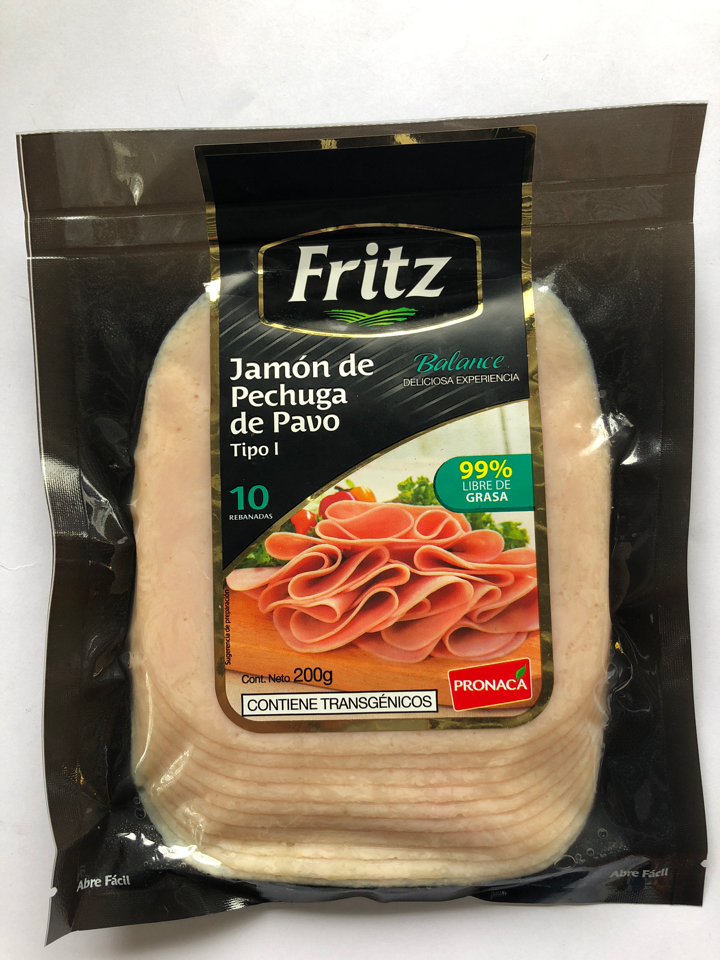 Fritz
Jamón de
Pechuga
de Pavo
Tipo I
Balance
DELICIOSA EXPERIENCIA
99%
LIBRE DE
GRASA
10
REBANADAS
Sugerencia de preparación
Cont. Neto 200g
CONTIENE TRANSGÉNICOS
PRONACA
Abre Fácil
Abre Fácil